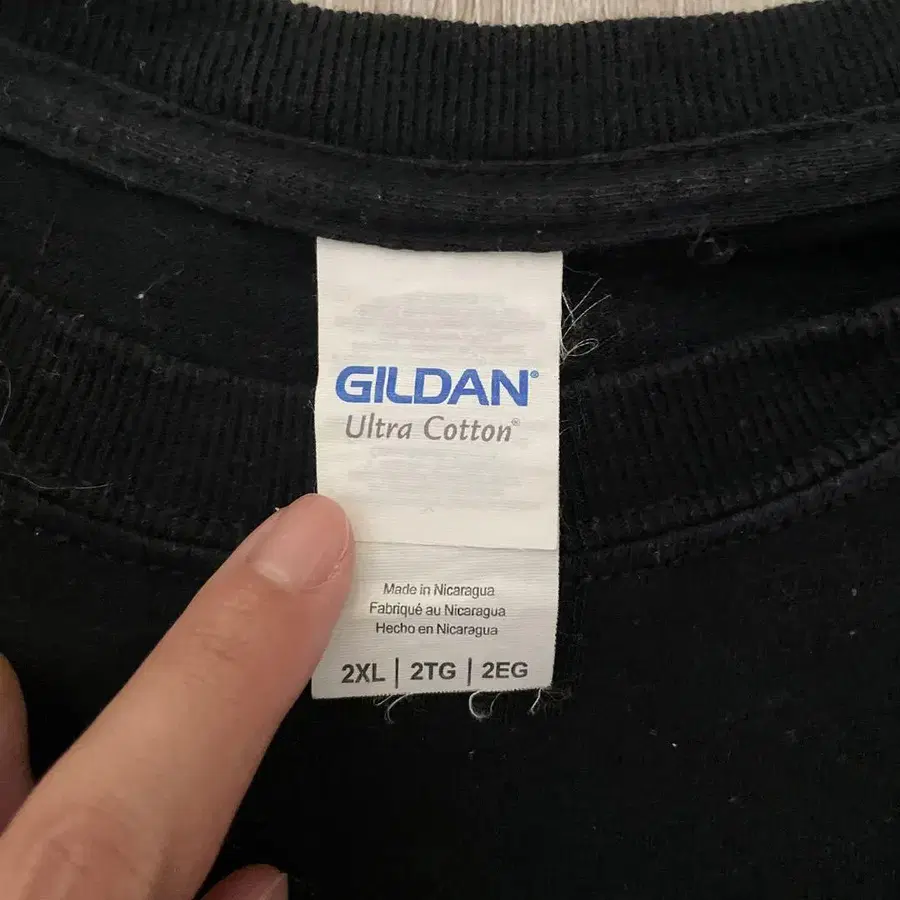 GILDAN®
Ultra Cotton®
Made in Nicaragua
Fabriqué au Nicaragua
Hecho en Nicaragua
2XL | 2TG | 2EG